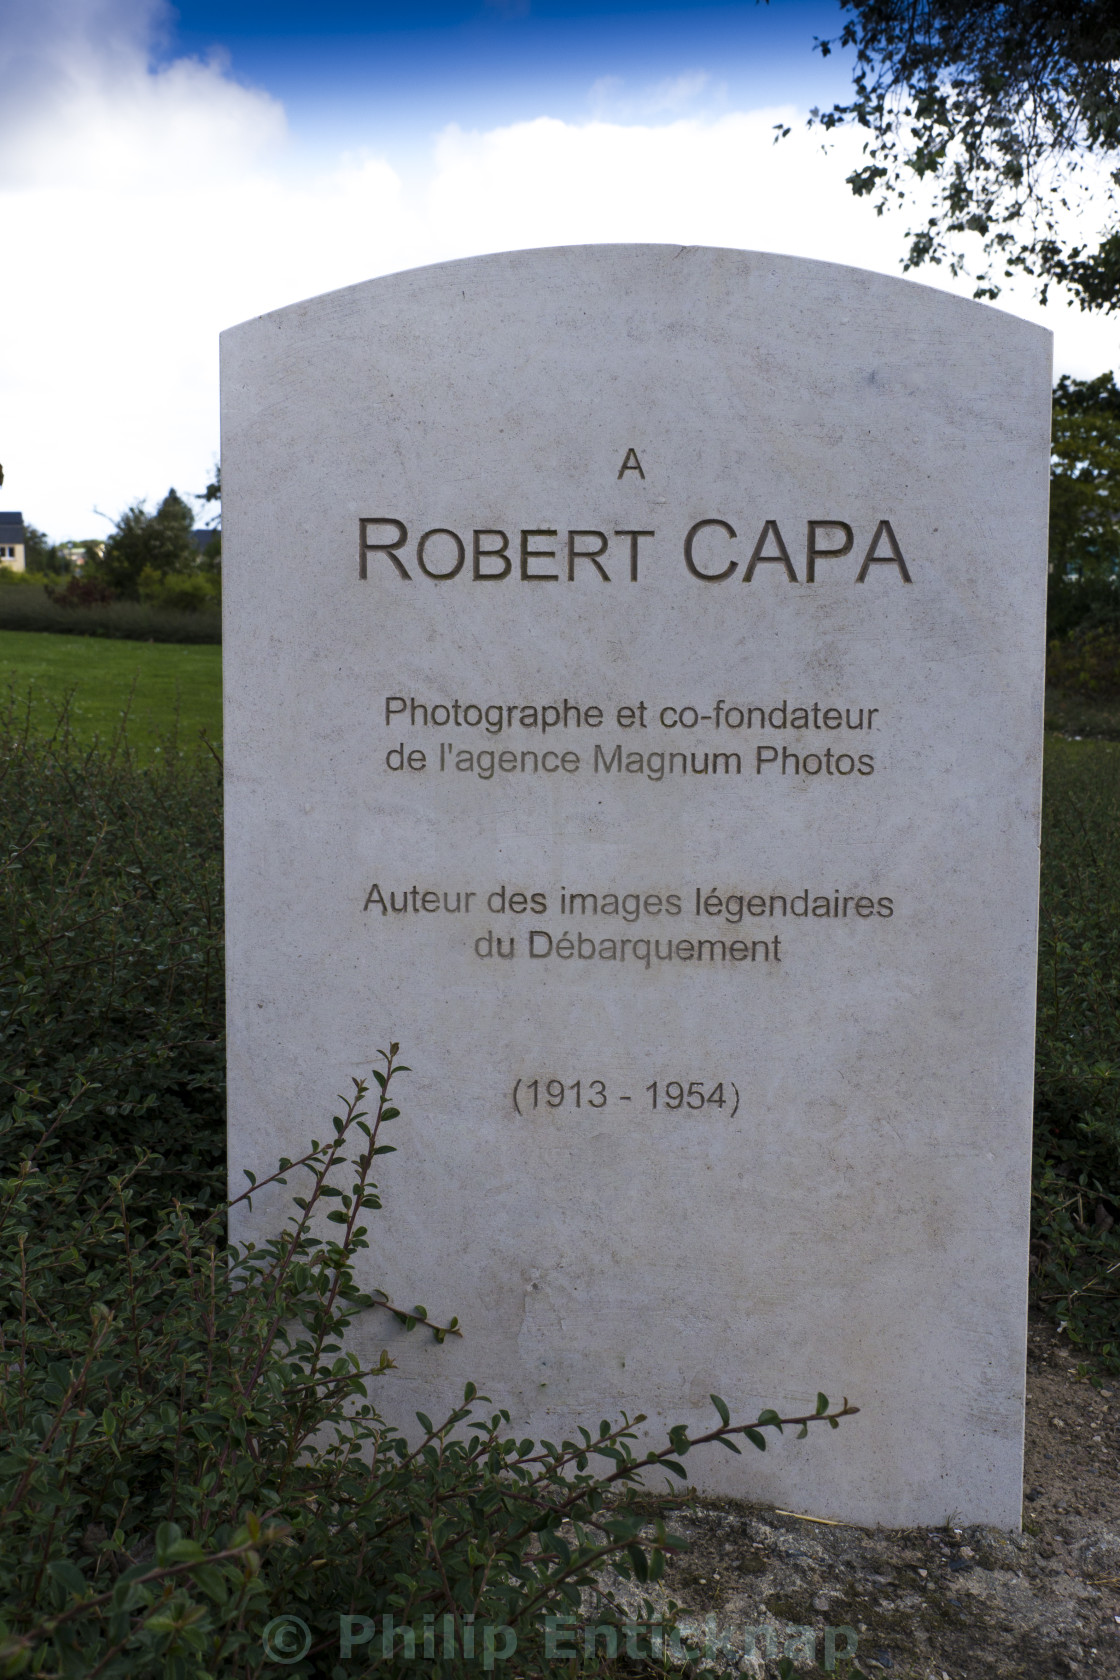 A
ROBERT CAPA
Photographe et co-fondateur
de l'agence Magnum Photos
Auteur des images légendaires
du Débarquement
(1913 - 1954)
© Philip Enticknap